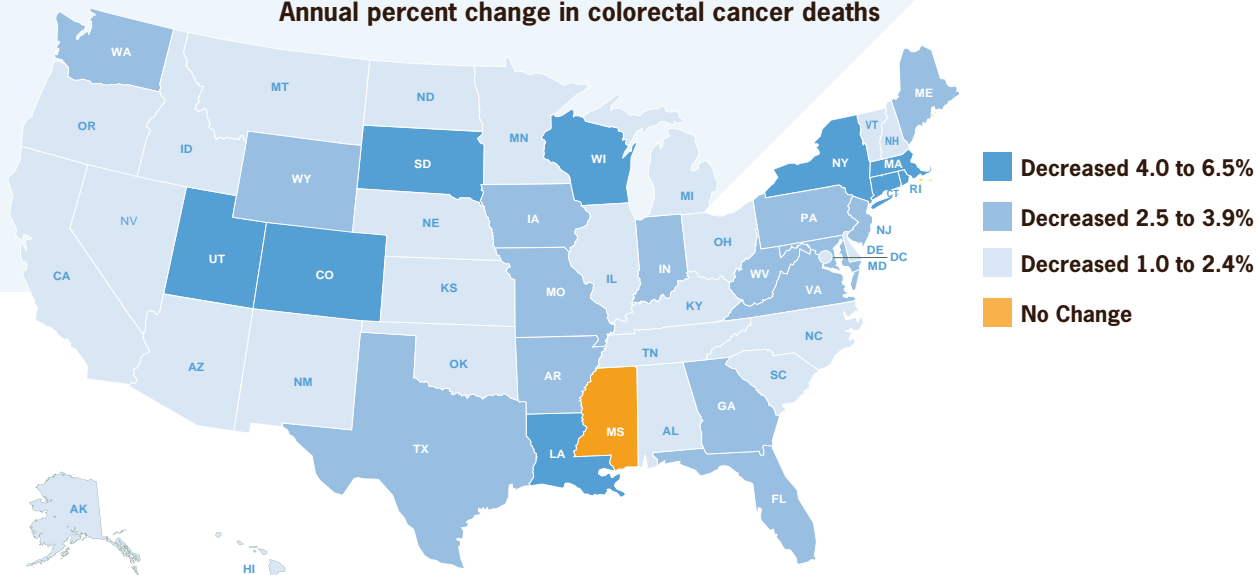 Annual percent change in colorectal cancer deaths
WA
MT
ND
MN
OR
ID
SD
WI
WY
MI
NY
VT
NH
ME
MA
CT
RI
Decreased 4.0 to 6.5%
Decreased 2.5 to 3.9%
Decreased 1.0 to 2.4%
No Change
NV
UT
CO
NE
IA
IL
IN
OH
PA
NJ
DE
DC
MD
CA
KS
MO
KY
WV
VA
AZ
NM
OK
AR
TN
NC
SC
TX
LA
MS
AL
GA
FL
AK
HI